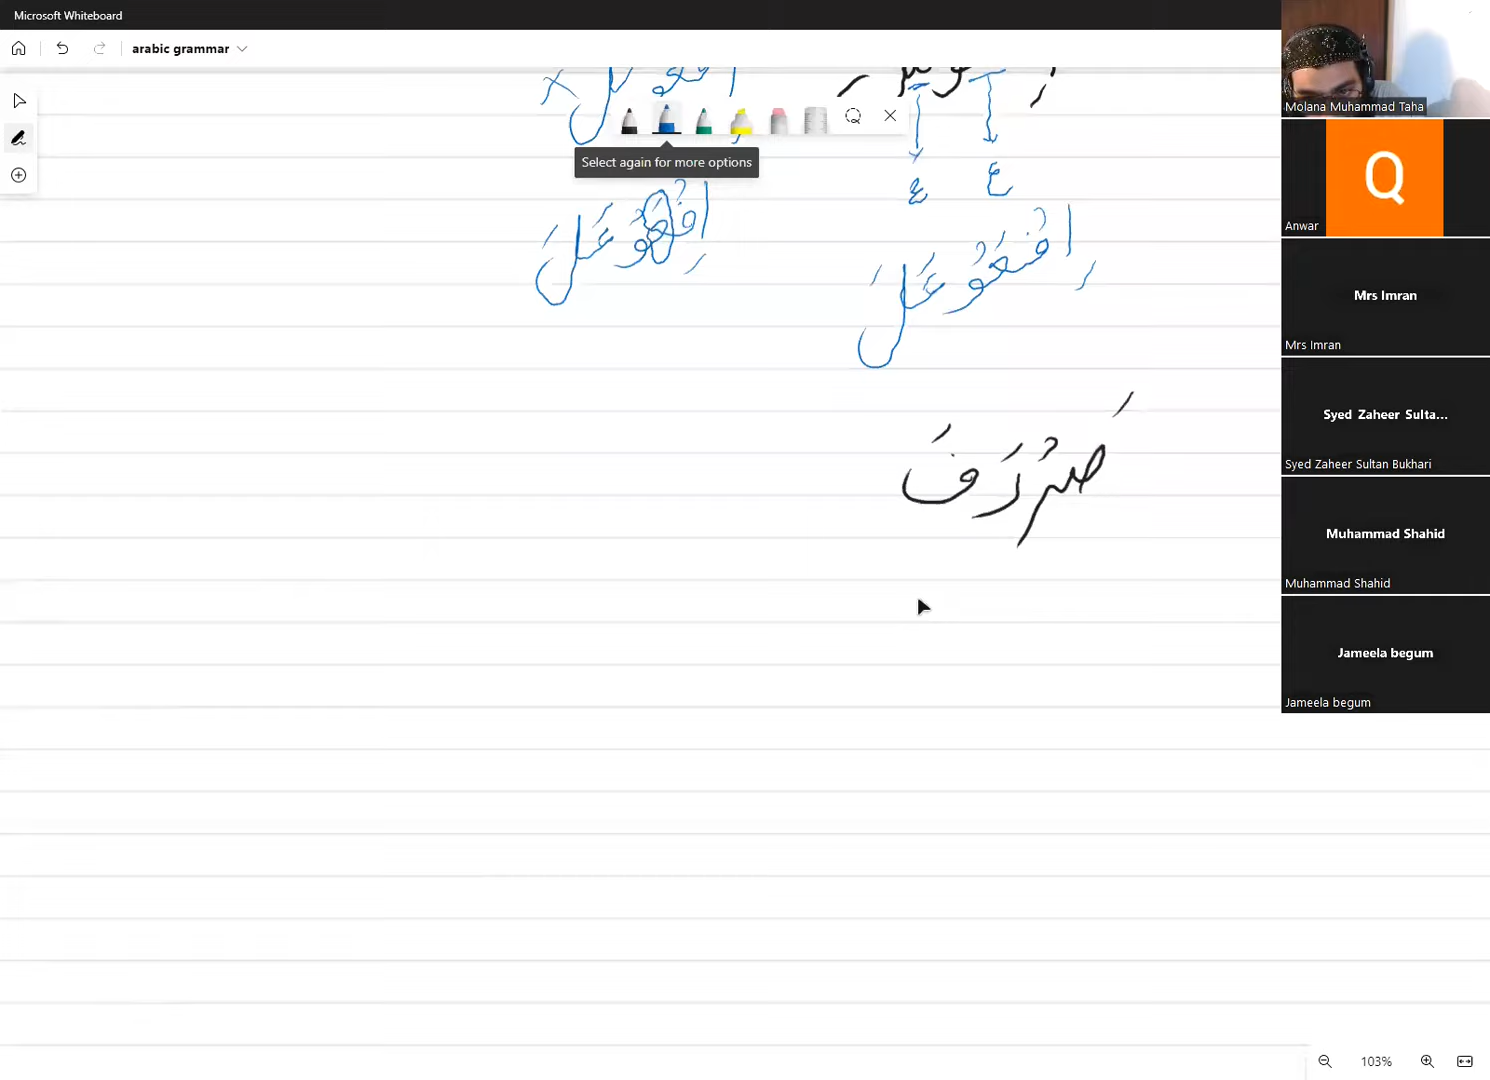 Microsoft Whiteboard
arabic grammar
Select again for more options
ع
ع
اِفْعَوْعَلَ
صَرْدَفَ
Molana Muhammad Taha
Q
Anwar
Mrs Imran
Mrs Imran
Syed Zaheer Sulta...
Syed Zaheer Sultan Bukhari
Muhammad Shahid
Muhammad Shahid
Jameela begum
Jameela begum
103%